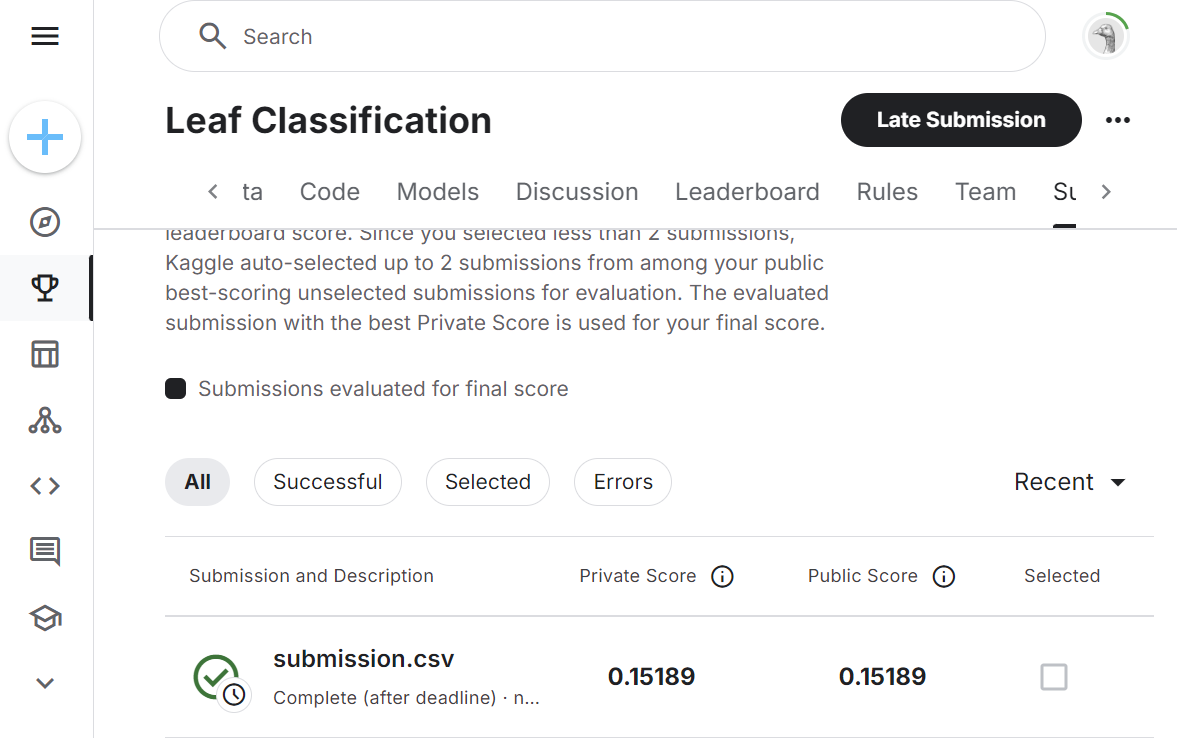 Search
Leaf Classification
Late Submission
ta Code Models Discussion Leaderboard Rules Team Su
leaderboard score. Since you selected less than 2 submissions,
Kaggle auto-selected up to 2 submissions from among your public
best-scoring unselected submissions for evaluation. The evaluated
submission with the best Private Score is used for your final score.
Submissions evaluated for final score
All Successful Selected Errors Recent
Submission and Description Private Score Public Score Selected
submission.csv
0.15189 0.15189
Complete (after deadline) · n...